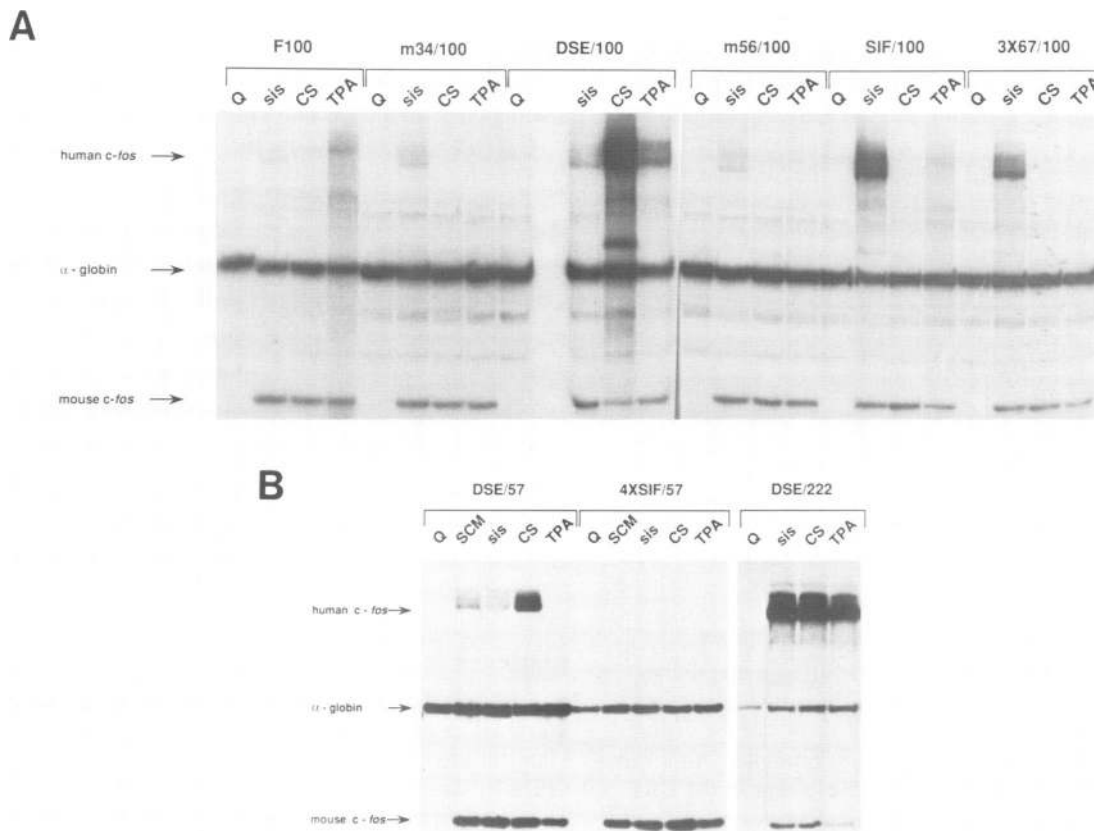 A
F100 m34/100 DSE/100 m56/100 SIF/100 3X67/100
Q sis CS TPA Q sis CS TPA Q sis CS TPA Q sis CS TPA Q sis CS TPA Q sis CS TPA
human c-fos
α - globin
mouse c-fos
B
DSE/57 4XSIF/57 DSE/222
Q SCM sis CS TPA Q SCM sis CS TPA Q sis CS TPA
human c - fos
α - globin
mouse c - fos